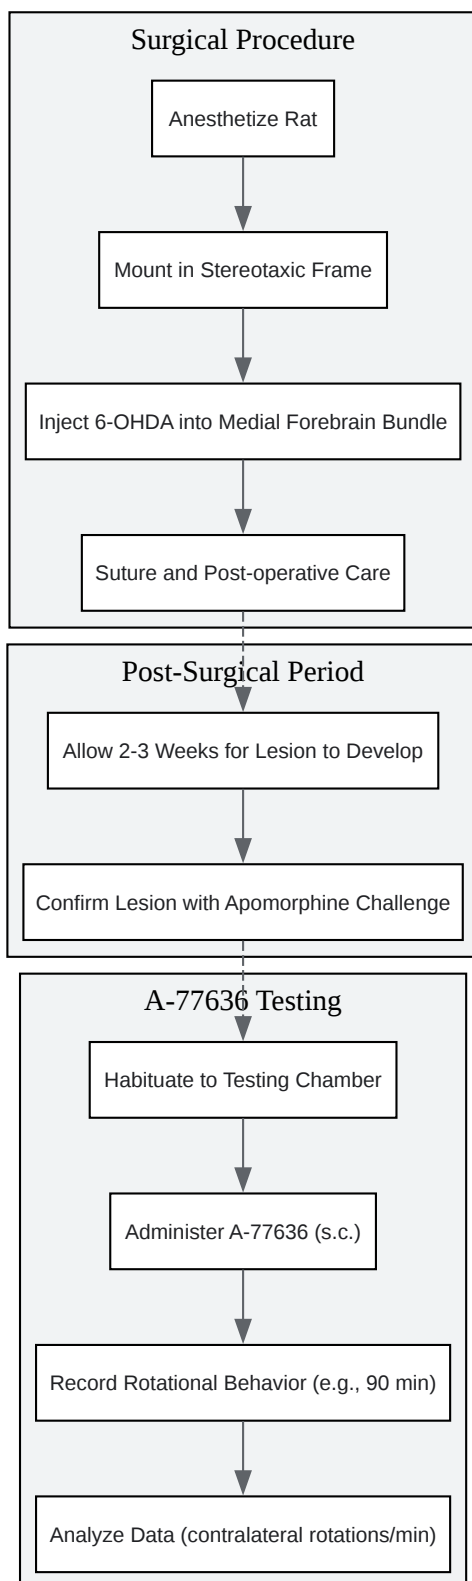 Surgical Procedure
Anesthetize Rat
Mount in Stereotaxic Frame
Inject 6-OHDA into Medial Forebrain Bundle
Suture and Post-operative Care
Post-Surgical Period
Allow 2-3 Weeks for Lesion to Develop
Confirm Lesion with Apomorphine Challenge
A-77636 Testing
Habituate to Testing Chamber
Administer A-77636 (s.c.)
Record Rotational Behavior (e.g., 90 min)
Analyze Data (contralateral rotations/min)